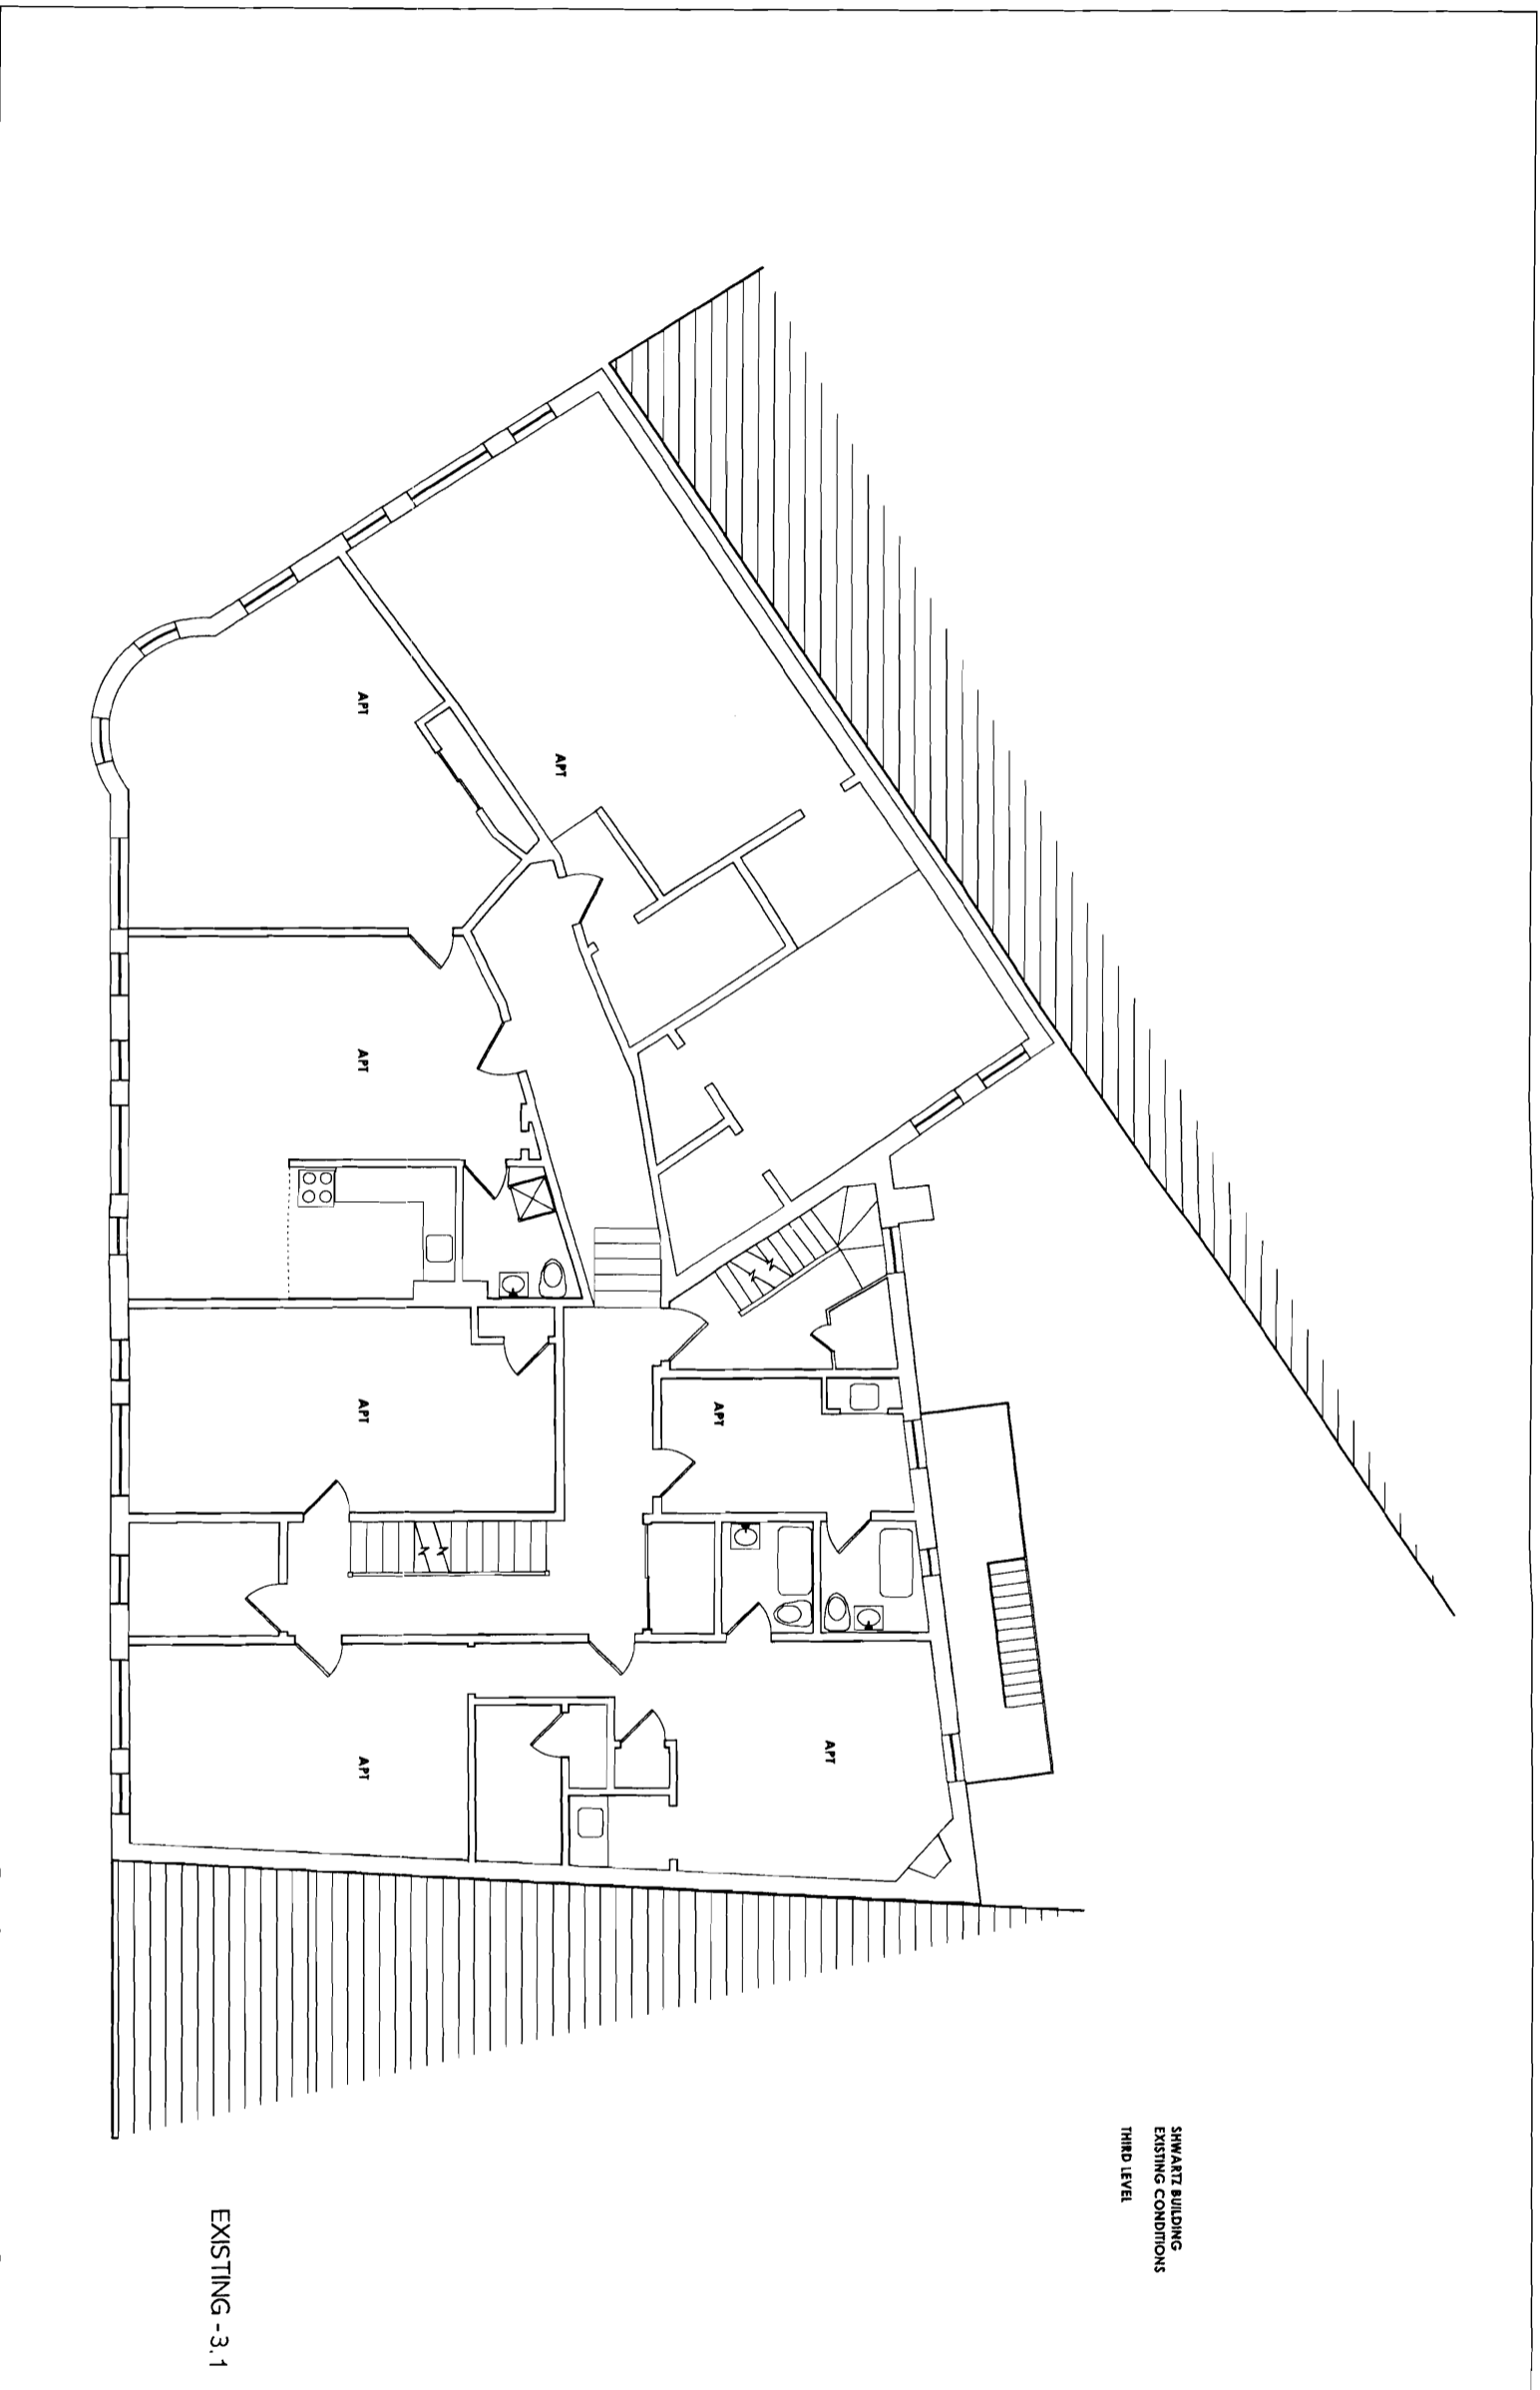 SHWARTZ BUILDING
EXISTING CONDITIONS
THIRD LEVEL
APT
APT
APT
APT
APT
APT
APT
EXISTING - 3.1